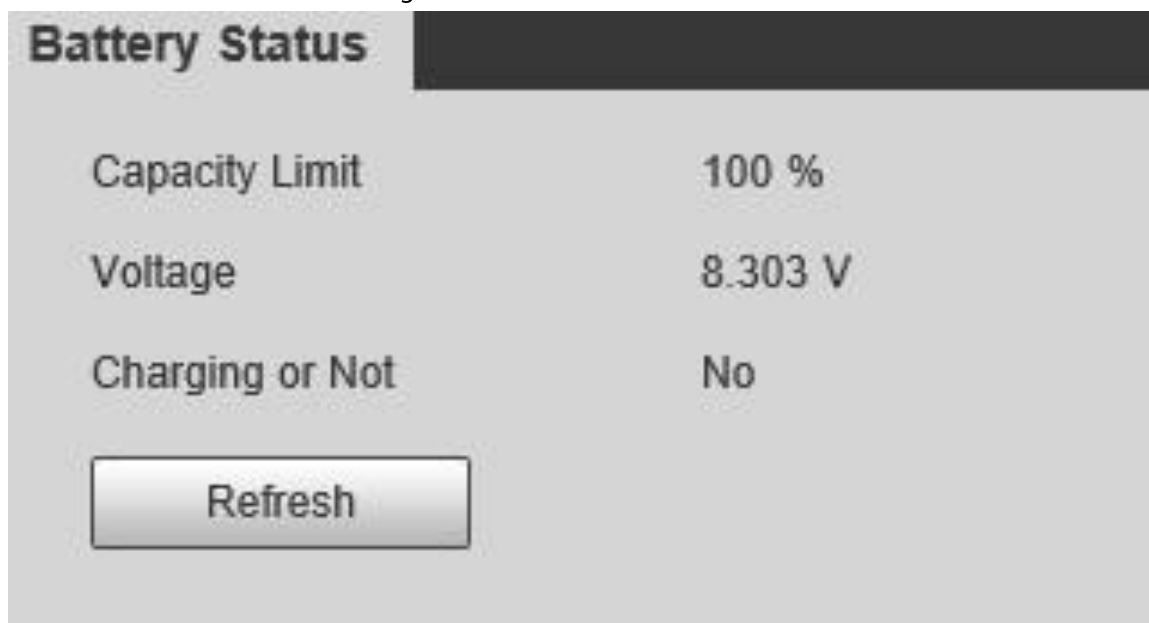 Battery Status
Capacity Limit 100 %
Voltage 8.303 V
Charging or Not No
Refresh